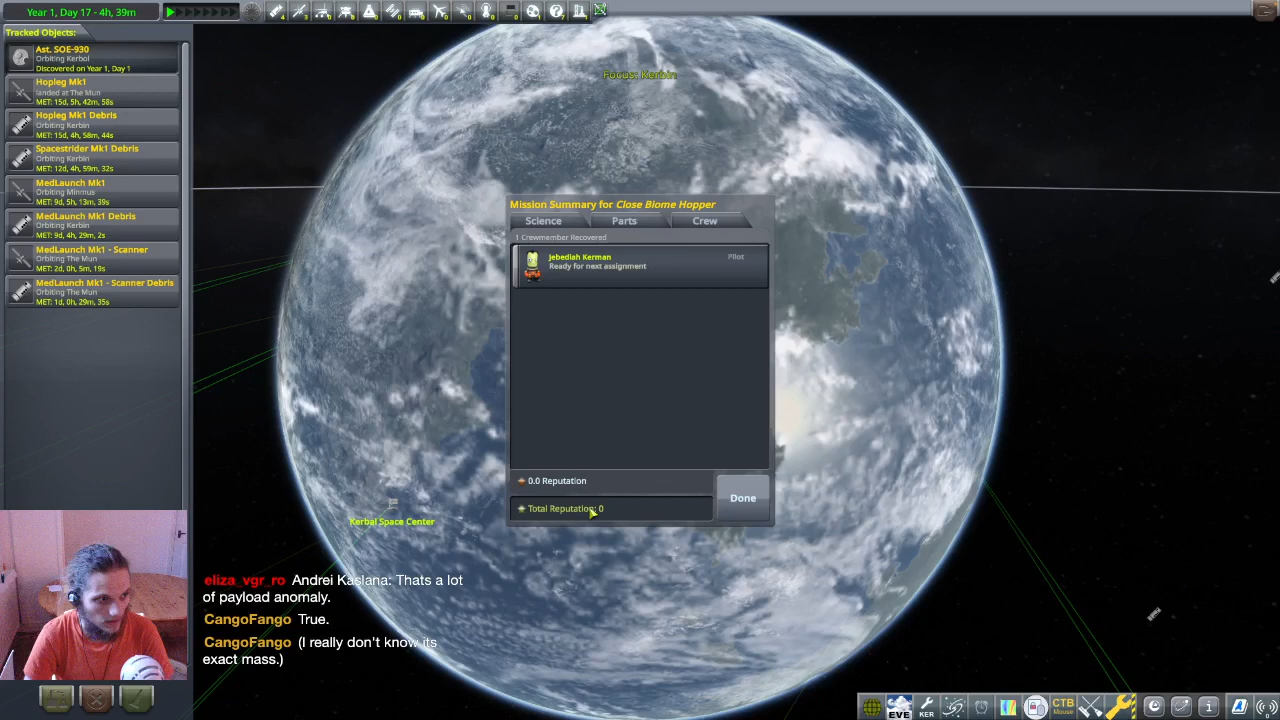 Year 1, Day 17 - 4h, 39m
Tracked Objects:
Ast. SOE-930
Orbiting Kerbol
Discovered on Year 1, Day 1
Hopleg Mk1
landed at The Mun
MET: 15d, 5h, 42m, 58s
Hopleg Mk1 Debris
Orbiting Kerbin
MET: 15d, 4h, 58m, 44s
Spacestrider Mk1 Debris
Orbiting Kerbin
MET: 12d, 4h, 59m, 32s
MedLaunch Mk1
Orbiting Minmus
MET: 9d, 5h, 13m, 39s
MedLaunch Mk1 Debris
Orbiting Kerbin
MET: 9d, 4h, 29m, 2s
MedLaunch Mk1 - Scanner
Orbiting The Mun
MET: 2d, 0h, 5m, 19s
MedLaunch Mk1 - Scanner Debris
Orbiting The Mun
MET: 1d, 0h, 29m, 35s
Focus: Kerbin
Mission Summary for Close Biome Hopper
Science Parts Crew
1 Crewmember Recovered
Jebediah Kerman Pilot
Ready for next assignment
0.0 Reputation
Total Reputation: 0
Done
Kerbal Space Center
eliza_vgr_ro Andrei Kaslana: Thats a lot
of payload anomaly.
CangoFango True.
CangoFango (I really don't know its
exact mass.)
EVE KER CTB
Mouse